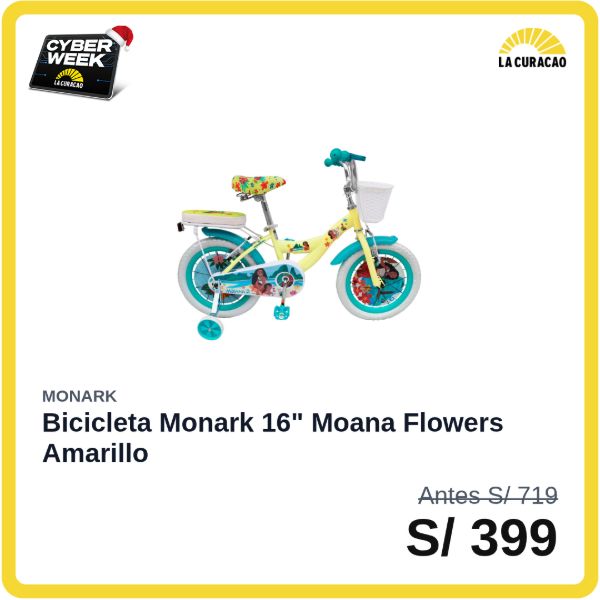 CYBER
WEEK
LA CURACAO
LA CURACAO
MONARK
Bicicleta Monark 16" Moana Flowers
Amarillo
Antes S/ 719
S/ 399